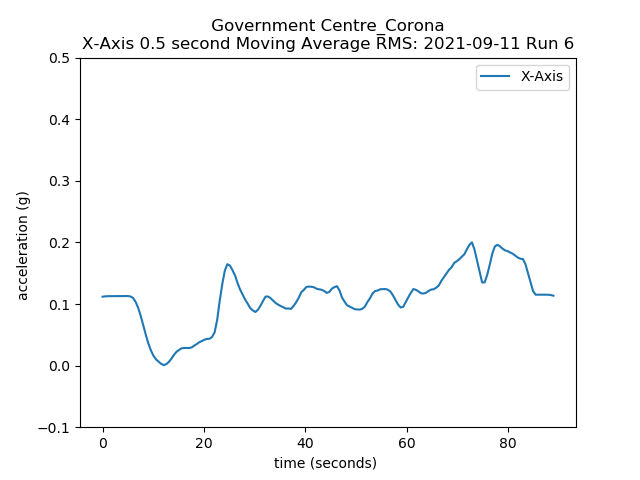 Government Centre_Corona
X-Axis 0.5 second Moving Average RMS: 2021-09-11 Run 6
X-Axis
acceleration (g)
0.5
0.4
0.3
0.2
0.1
0.0
−0.1
0 20 40 60 80
time (seconds)